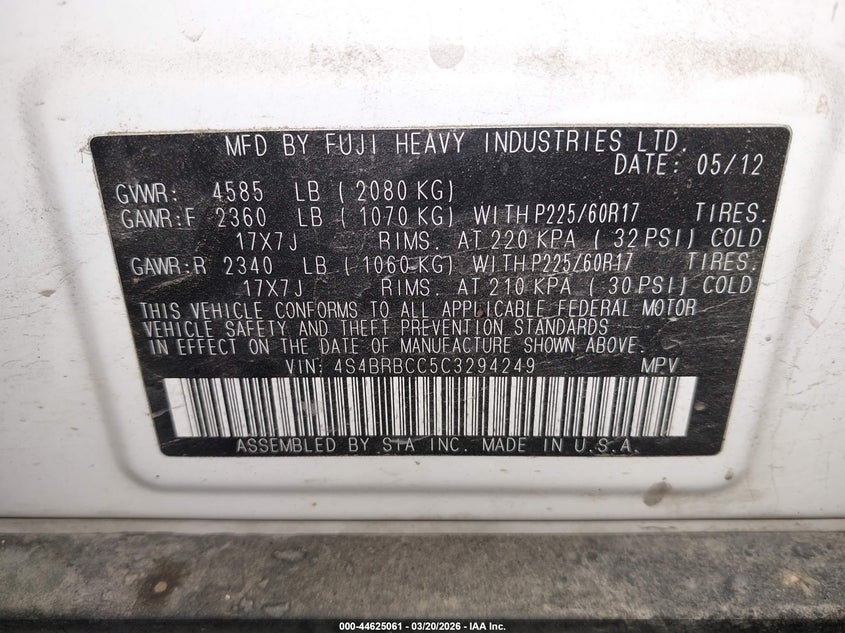 MFD BY FUJI HEAVY INDUSTRIES LTD.
DATE: 05/12
GVWR: 4585 LB ( 2080 KG)
GAWR:F 2360 LB ( 1070 KG) WITH P225/60R17 TIRES.
17X7J RIMS. AT 220 KPA ( 32 PSI) COLD
GAWR:R 2340 LB ( 1060 KG) WITH P225/60R17 TIRES.
17X7J RIMS. AT 210 KPA ( 30 PSI) COLD
THIS VEHICLE CONFORMS TO ALL APPLICABLE FEDERAL MOTOR
VEHICLE SAFETY AND THEFT PREVENTION STANDARDS
IN EFFECT ON THE DATE OF MANUFACTURE SHOWN ABOVE.
VIN: 4S4BRBCC5C3294249 MPV
ASSEMBLED BY SIA INC. MADE IN U.S.A.
000-44625061 - 03/20/2026 - IAA Inc.